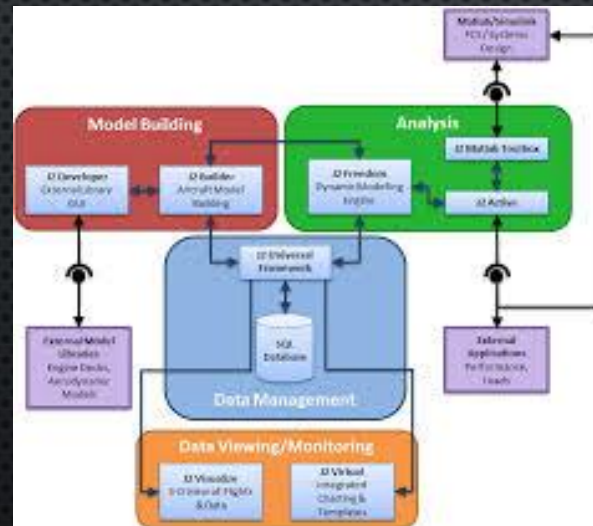 Matlab/Simulink
FCS/Systems
Design
Model Building
Analysis
J2 Developer
External Library
GUI
J2 Builder
Aircraft Model
Building
J2 Freedom
Dynamic Modelling
Engine
J2 Matlab Toolbox
J2 Active
J2 Universal
Framework
SQL
Database
Data Management
External Model
Libraries
Engine Decks,
Aerodynamic
Models
External
Applications
Performance,
Loads
Data Viewing/Monitoring
J2 Visualize
of Flights
& Data
J2 Virtual
Integrated
Charting &
Templates